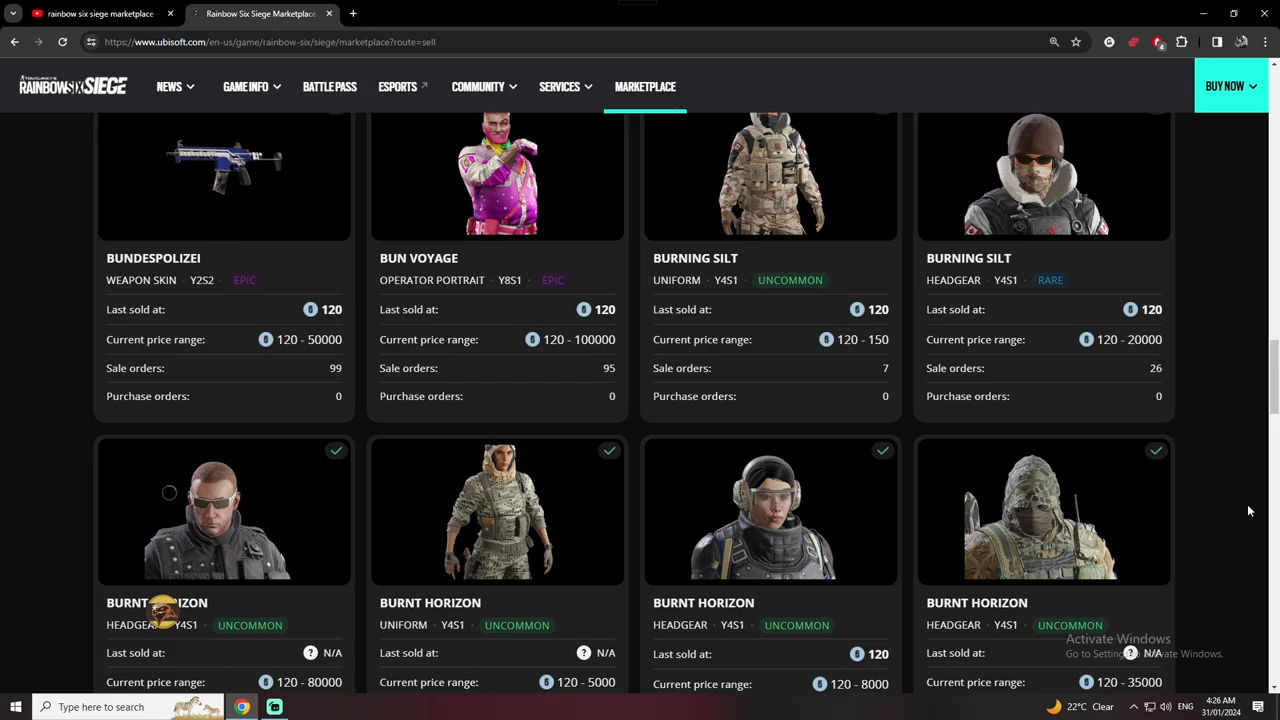 rainbow six siege marketplace
Rainbow Six Siege Marketplace
https://www.ubisoft.com/en-us/game/rainbow-six/siege/marketplace?route=sell
4
TOM CLANCY'S
RAINBOWSIX SIEGE
NEWS
GAME INFO
BATTLE PASS
ESPORTS
COMMUNITY
SERVICES
MARKETPLACE
BUY NOW
BUNDESPOLIZEI
WEAPON SKIN · Y2S2 · EPIC
Last sold at: 120
Current price range: 120 - 50000
Sale orders: 99
Purchase orders: 0
BUN VOYAGE
OPERATOR PORTRAIT · Y8S1 · EPIC
Last sold at: 120
Current price range: 120 - 100000
Sale orders: 95
Purchase orders: 0
BURNING SILT
UNIFORM · Y4S1 · UNCOMMON
Last sold at: 120
Current price range: 120 - 150
Sale orders: 7
Purchase orders: 0
BURNING SILT
HEADGEAR · Y4S1 · RARE
Last sold at: 120
Current price range: 120 - 20000
Sale orders: 26
Purchase orders: 0
BURNT HORIZON
HEADGEAR · Y4S1 · UNCOMMON
Last sold at: ? N/A
Current price range: 120 - 80000
BURNT HORIZON
UNIFORM · Y4S1 · UNCOMMON
Last sold at: ? N/A
Current price range: 120 - 5000
BURNT HORIZON
HEADGEAR · Y4S1 · UNCOMMON
Last sold at: 120
Current price range: 120 - 8000
BURNT HORIZON
HEADGEAR · Y4S1 · UNCOMMON
Last sold at: ? N/A
Current price range: 120 - 35000
Activate Windows
Go to Settings to activate Windows.
Type here to search
22°C Clear
ENG
4:26 AM
31/01/2024